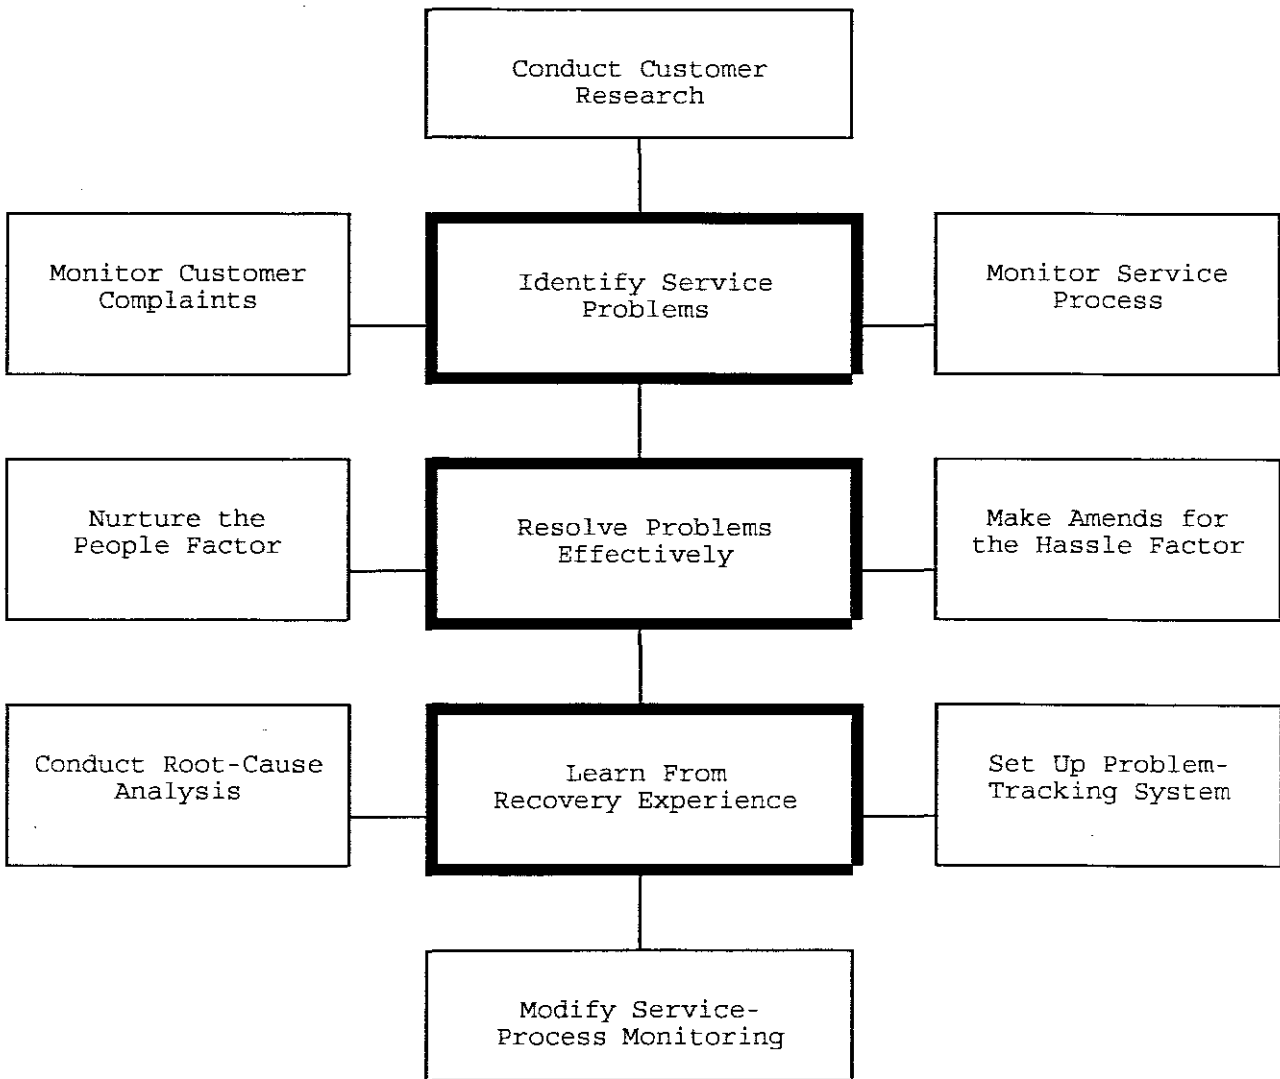 Conduct Customer
Research
Monitor Customer
Complaints
Identify Service
Problems
Monitor Service
Process
Nurture the
People Factor
Resolve Problems
Effectively
Make Amends for
the Hassle Factor
Conduct Root-Cause
Analysis
Learn From
Recovery Experience
Set Up Problem-
Tracking System
Modify Service-
Process Monitoring